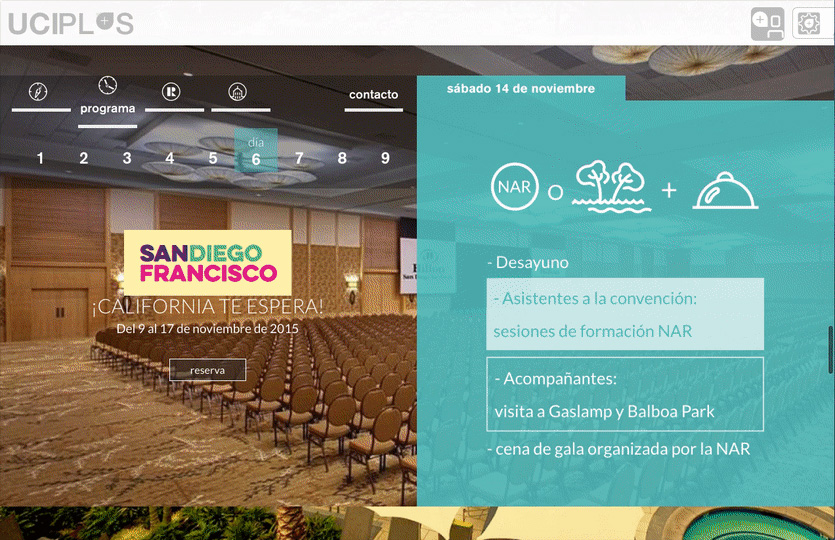 UCIPLUS
programa
contacto
día
1 2 3 4 5 6 7 8 9
SANDIEGO
FRANCISCO
¡CALIFORNIA TE ESPERA!
Del 9 al 17 de noviembre de 2015
reserva
sábado 14 de noviembre
NAR o +
- Desayuno
- Asistentes a la convención:
sesiones de formación NAR
- Acompañantes:
visita a Gaslamp y Balboa Park
- cena de gala organizada por la NAR
Hilton